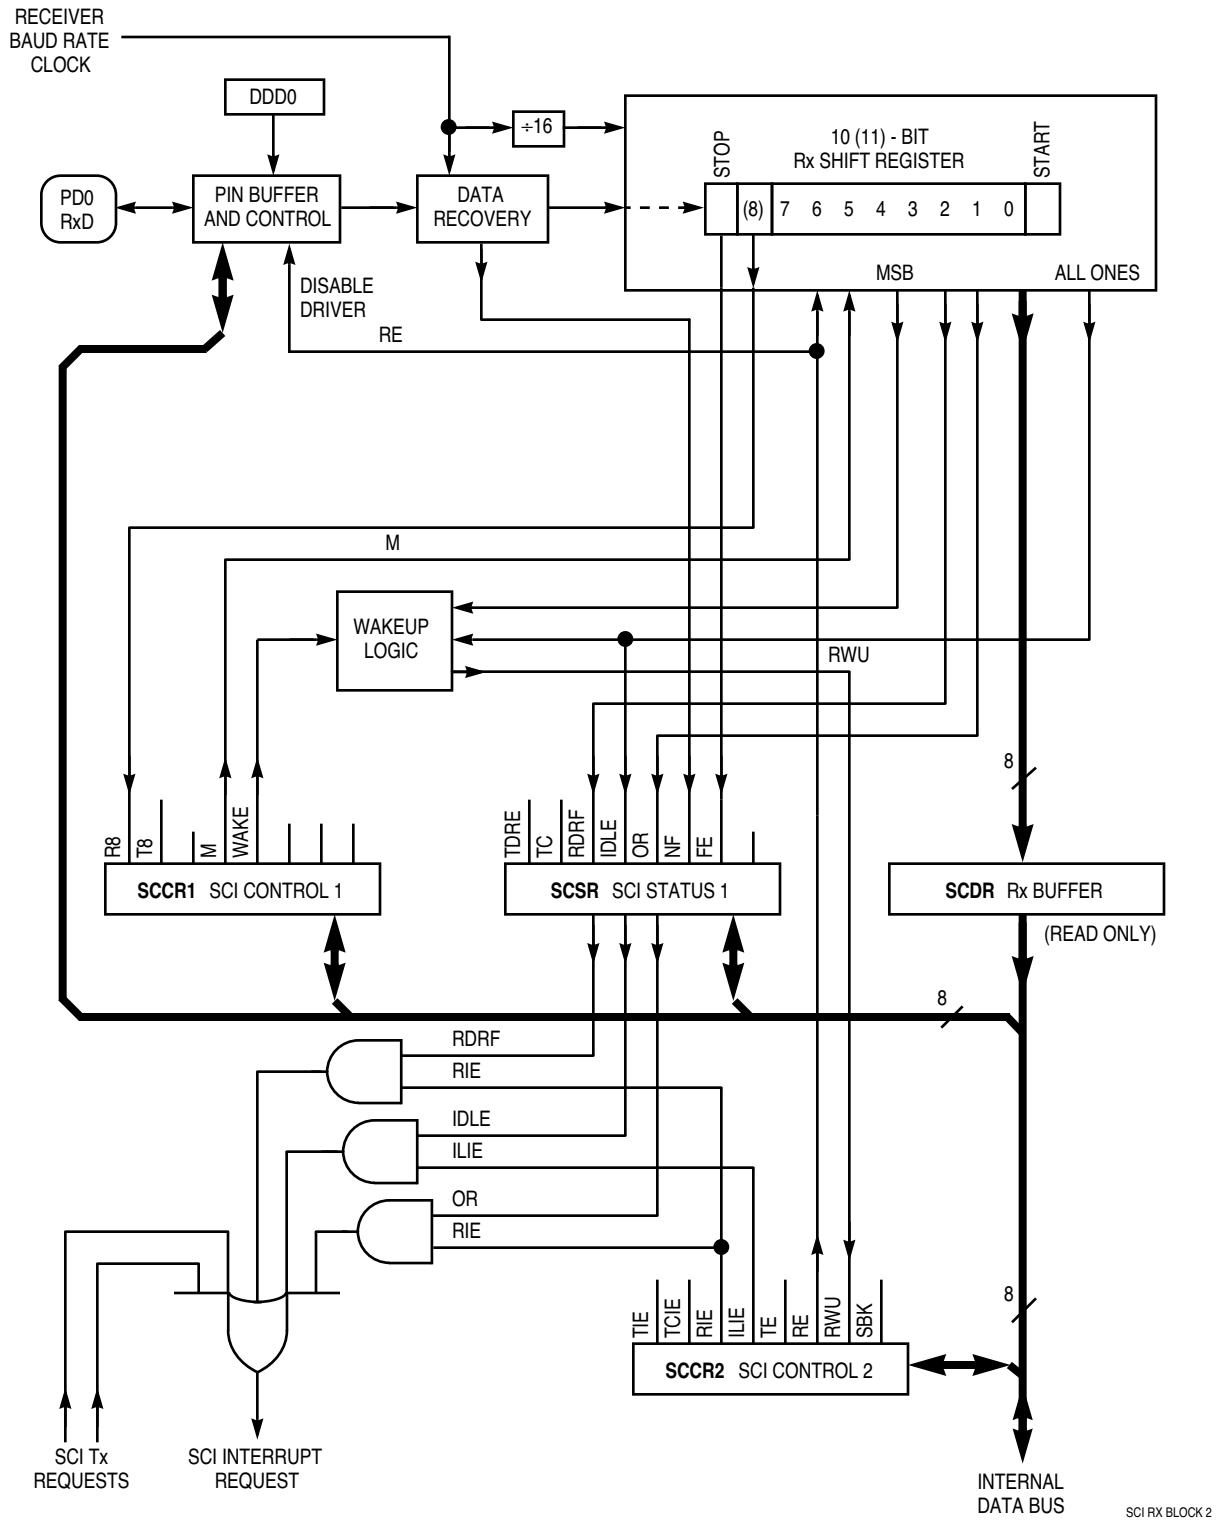 RECEIVER
BAUD RATE
CLOCK
DDD0
÷16
10 (11) - BIT
Rx SHIFT REGISTER
STOP
START
PD0
RxD
PIN BUFFER
AND CONTROL
DATA
RECOVERY
(8) 7 6 5 4 3 2 1 0
MSB
ALL ONES
DISABLE
DRIVER
RE
M
WAKEUP
LOGIC
RWU
8
R8
T8
M
WAKE
TDRE
TC
RDRF
IDLE
OR
NF
FE
SCCR1 SCI CONTROL 1
SCSR SCI STATUS 1
SCDR Rx BUFFER
(READ ONLY)
8
RDRF
RIE
IDLE
ILIE
OR
RIE
8
TIE
TCIE
RIE
ILIE
TE
RE
RWU
SBK
SCCR2 SCI CONTROL 2
SCI Tx
REQUESTS
SCI INTERRUPT
REQUEST
INTERNAL
DATA BUS
SCI RX BLOCK 2